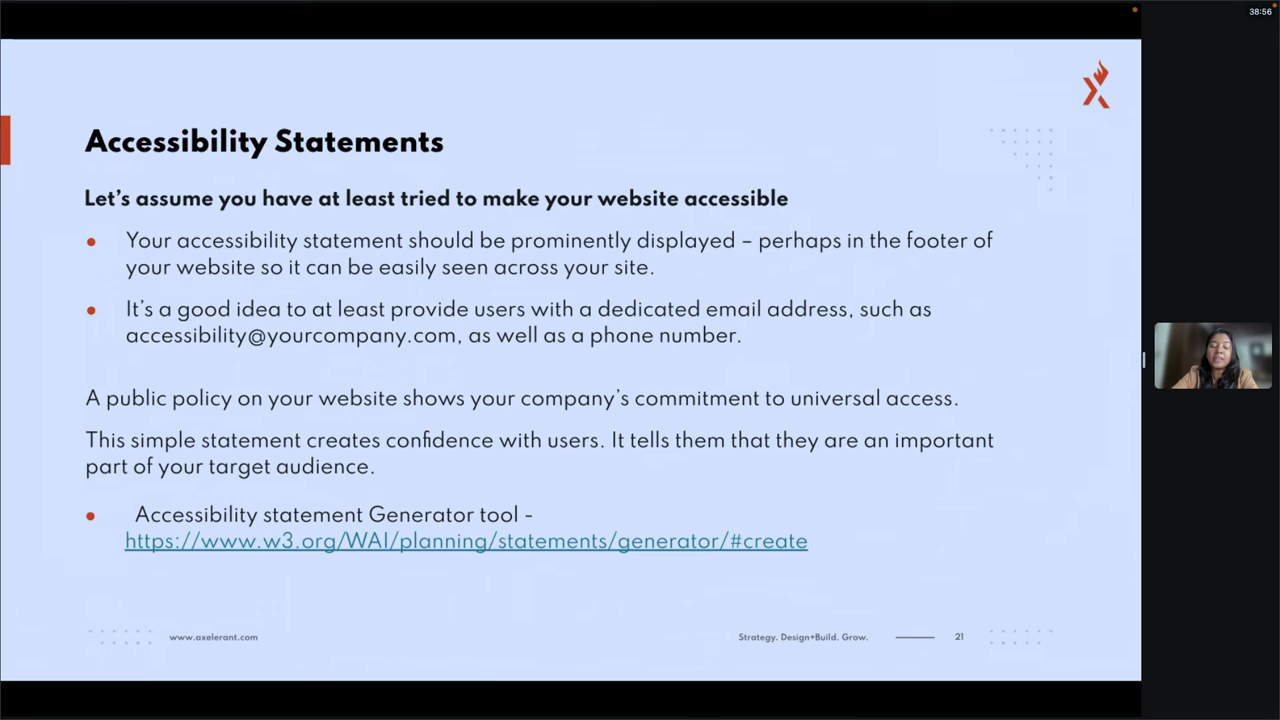 38:56
Accessibility Statements
Let's assume you have at least tried to make your website accessible
● Your accessibility statement should be prominently displayed – perhaps in the footer of
your website so it can be easily seen across your site.
● It's a good idea to at least provide users with a dedicated email address, such as
accessibility@yourcompany.com, as well as a phone number.
A public policy on your website shows your company's commitment to universal access.
This simple statement creates confidence with users. It tells them that they are an important
part of your target audience.
● Accessibility statement Generator tool -
https://www.w3.org/WAI/planning/statements/generator/#create
www.axelerant.com
Strategy. Design+Build. Grow.
21